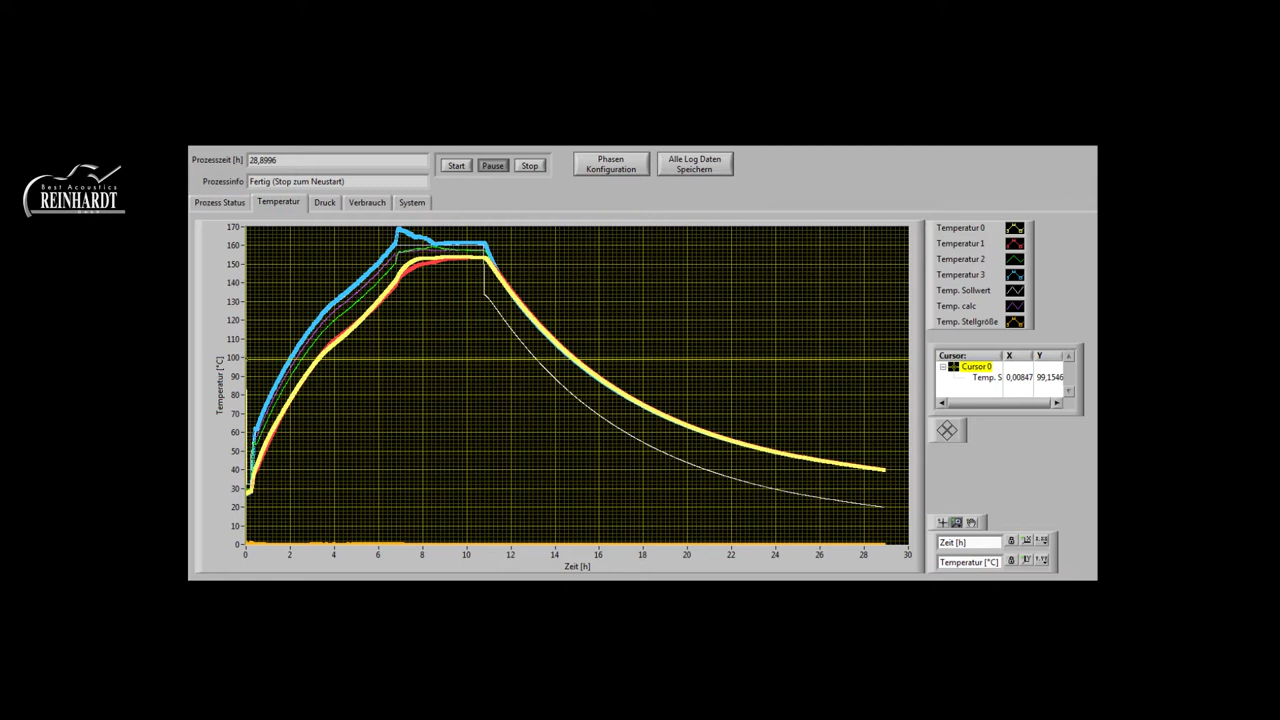 Best Acoustics
REINHARDT
Prozesszeit [h] 28,8996
Prozessinfo Fertig (Stop zum Neustart)
Start Pause Stop
Phasen Konfiguration
Alle Log Daten Speichern
Prozess Status Temperatur Druck Verbrauch System
Temperatur [°C]
170
160
150
140
130
120
110
100
90
80
70
60
50
40
30
20
10
0
0 2 4 6 8 10 12 14 16 18 20 22 24 26 28 30
Zeit [h]
Temperatur 0
Temperatur 1
Temperatur 2
Temperatur 3
Temp. Sollwert
Temp. calc
Temp. Stellgröße
Cursor: X Y
Cursor 0
Temp. S 0,00847 99,1546
Zeit [h]
Temperatur [°C]